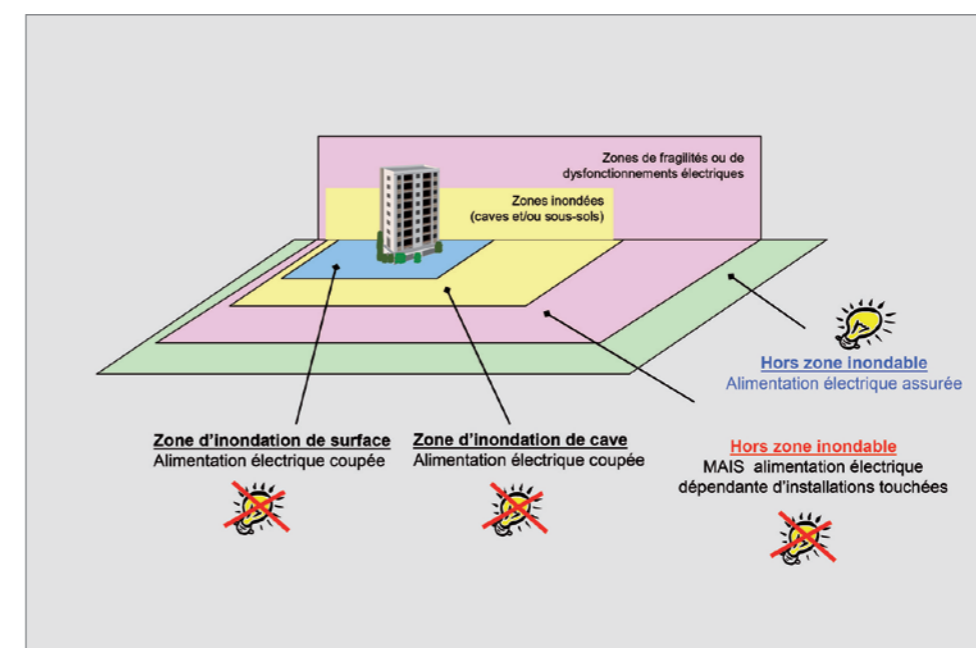 Zones de fragilités ou de
dysfonctionnements électriques
Zones inondées
(caves et/ou sous-sols)
Hors zone inondable
Alimentation électrique assurée
Zone d'inondation de surface
Alimentation électrique coupée
Zone d'inondation de cave
Alimentation électrique coupée
Hors zone inondable
MAIS alimentation électrique
dépendante d'installations touchées